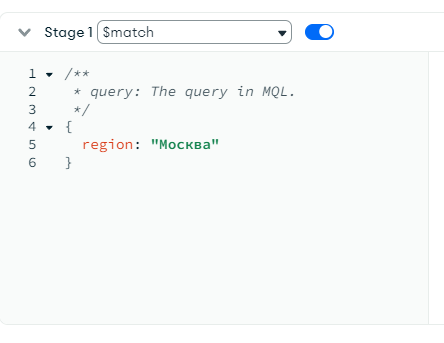 Stage 1 $match
1 /**
2 * query: The query in MQL.
3 */
4 {
5 region: "Москва"
6 }